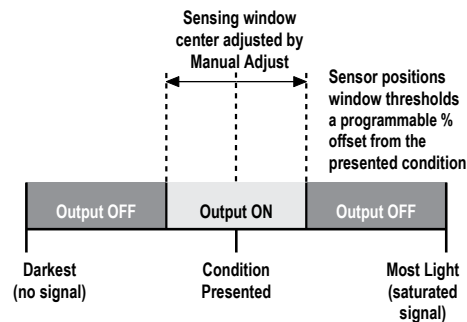 Sensing window
center adjusted by
Manual Adjust
Sensor positions
window thresholds
a programmable %
offset from the
presented condition
Output OFF
Output ON
Output OFF
Darkest
(no signal)
Condition
Presented
Most Light
(saturated
signal)